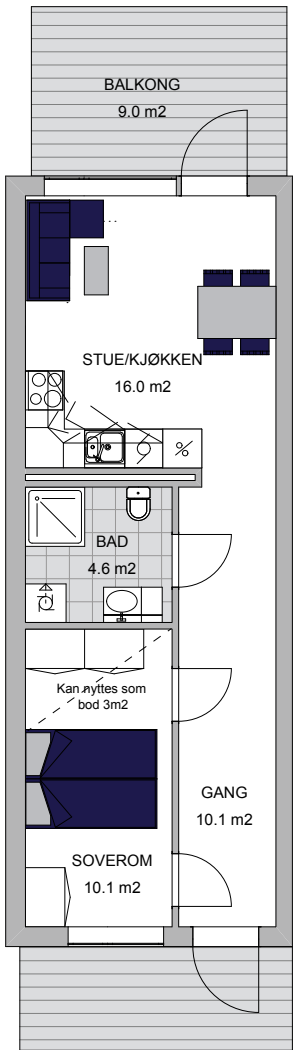 BALKONG
9.0 m2
STUE/KJØKKEN
16.0 m2
BAD
4.6 m2
Kan nyttes som
bod 3m2
GANG
10.1 m2
SOVEROM
10.1 m2